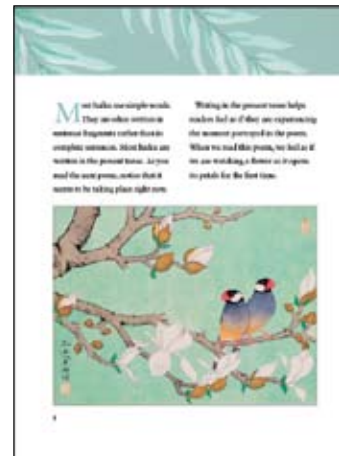 Most haiku use simple words.
They are often written in
sentence fragments rather than in
complete sentences. Most haiku are
written in the present tense. As you
read the next poem, notice that it
seems to be taking place right now.
Writing in the present tense helps
readers feel as if they are experiencing
the moment portrayed in the poem.
When we read this poem, we feel as if
we are watching a flower as it opens
its petals for the first time.